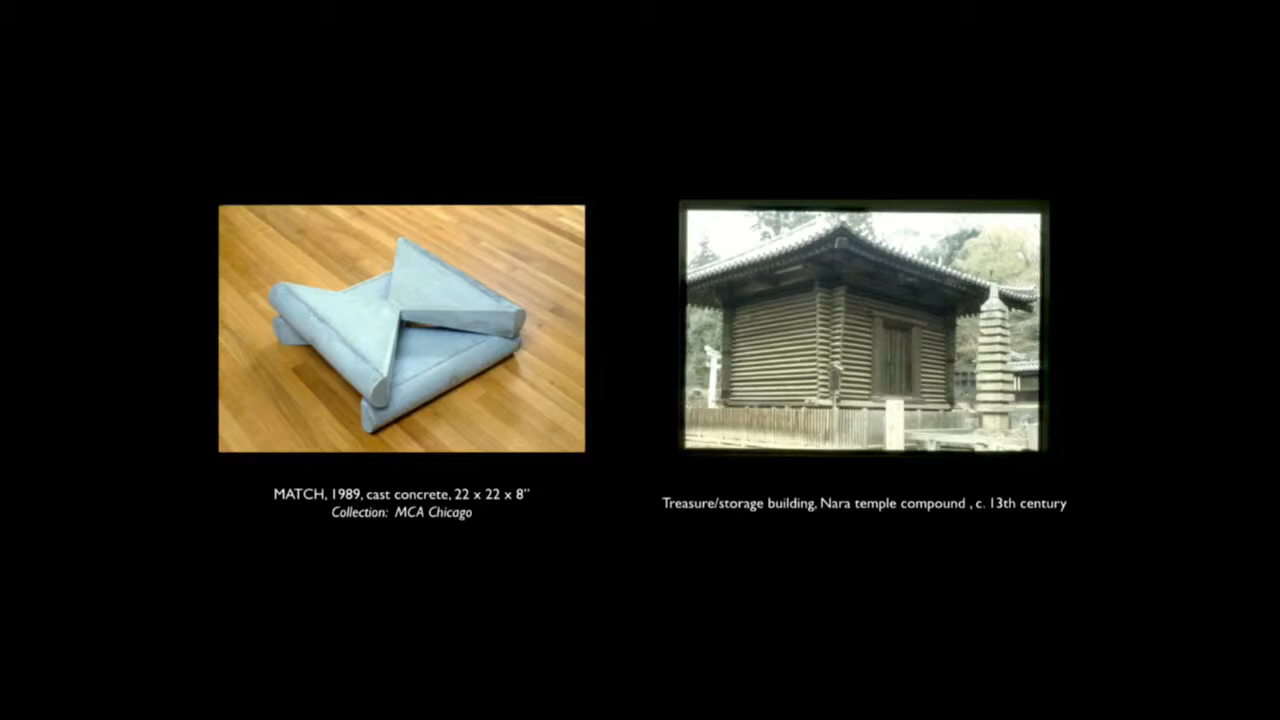 MATCH, 1989, cast concrete, 22 x 22 x 8"
Collection: MCA Chicago
Treasure/storage building, Nara temple compound , c. 13th century